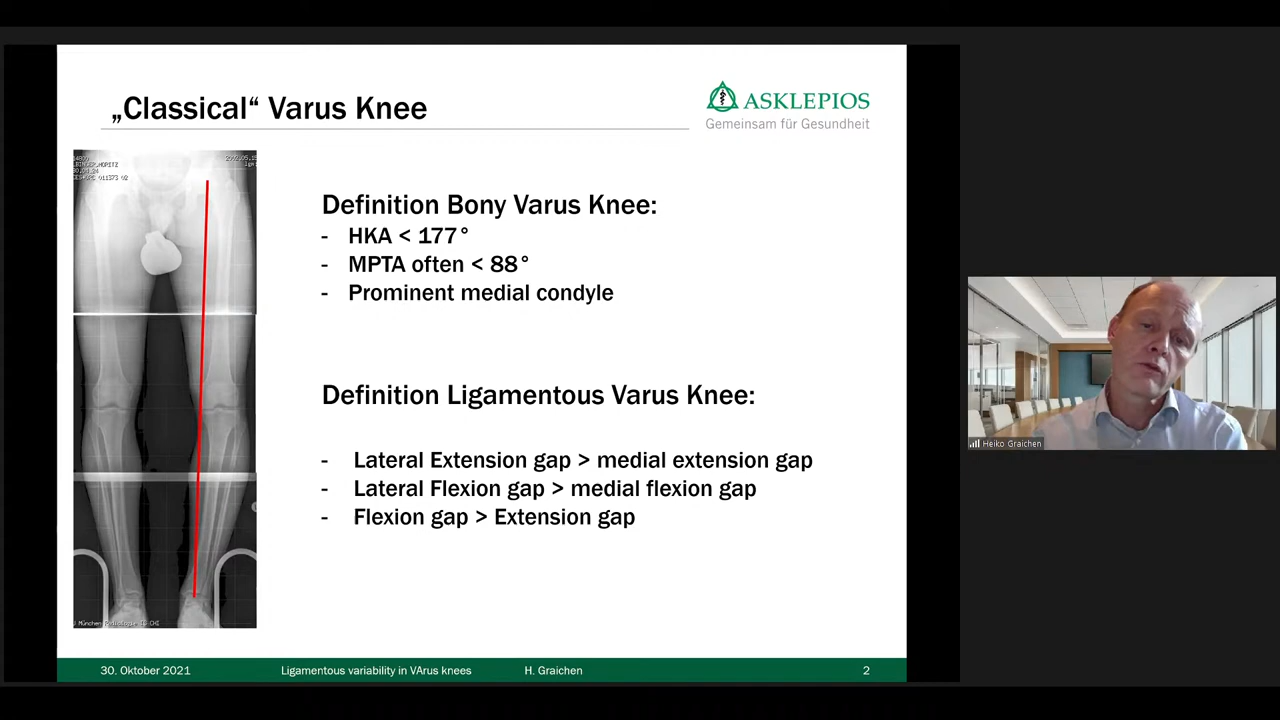 „Classical“ Varus Knee
ASKLEPIOS
Gemeinsam für Gesundheit
Definition Bony Varus Knee:
- HKA < 177°
- MPTA often < 88°
- Prominent medial condyle
Definition Ligamentous Varus Knee:
- Lateral Extension gap > medial extension gap
- Lateral Flexion gap > medial flexion gap
- Flexion gap > Extension gap
Heiko Graichen
30. Oktober 2021
Ligamentous variability in VArus knees
H. Graichen
2